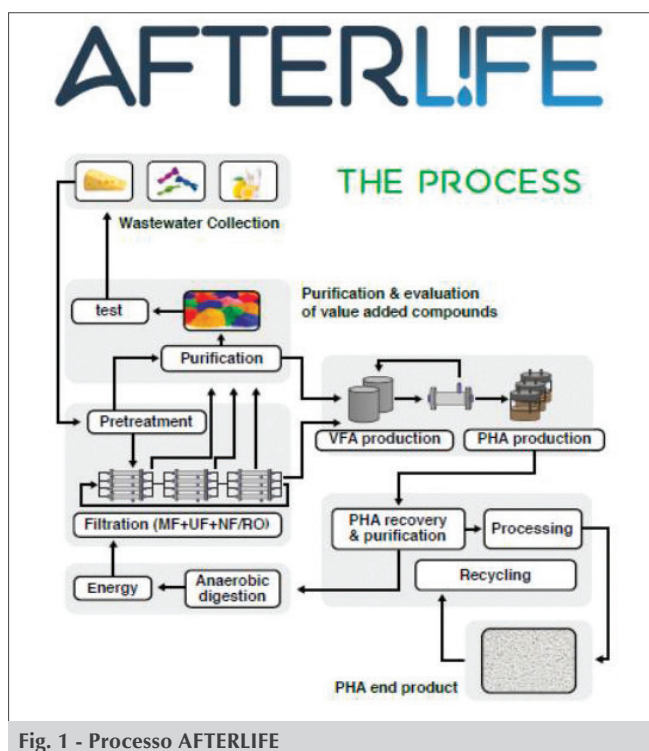 AFTERL!FE
THE PROCESS
Wastewater Collection
test
Purification & evaluation
of value added compounds
Purification
Pretreatment
VFA production
PHA production
Filtration (MF+UF+NF/RO)
PHA recovery
& purification
Processing
Recycling
Energy
Anaerobic
digestion
PHA end product
Fig. 1 - Processo AFTERLIFE